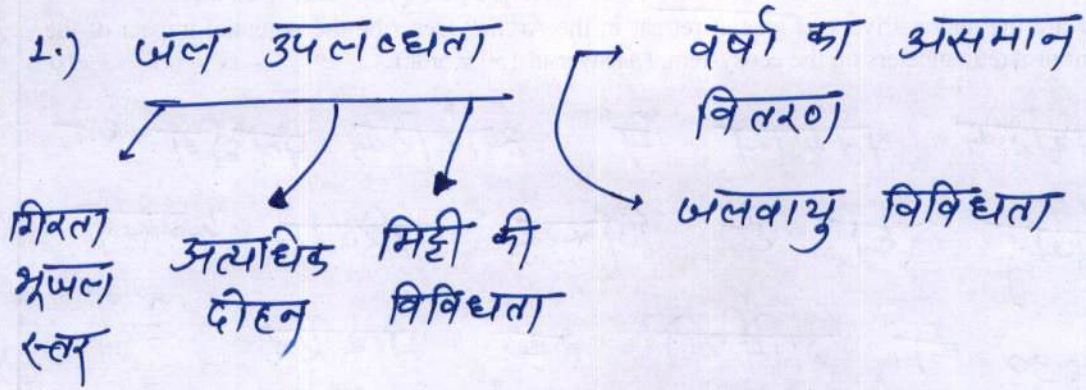 1.) जल उपलब्धता
वर्षा का असमान
वितरण
जलवायु विविधता
गिरता
भूजल
स्तर
अत्याधिक
दोहन
मिट्टी की
विविधता